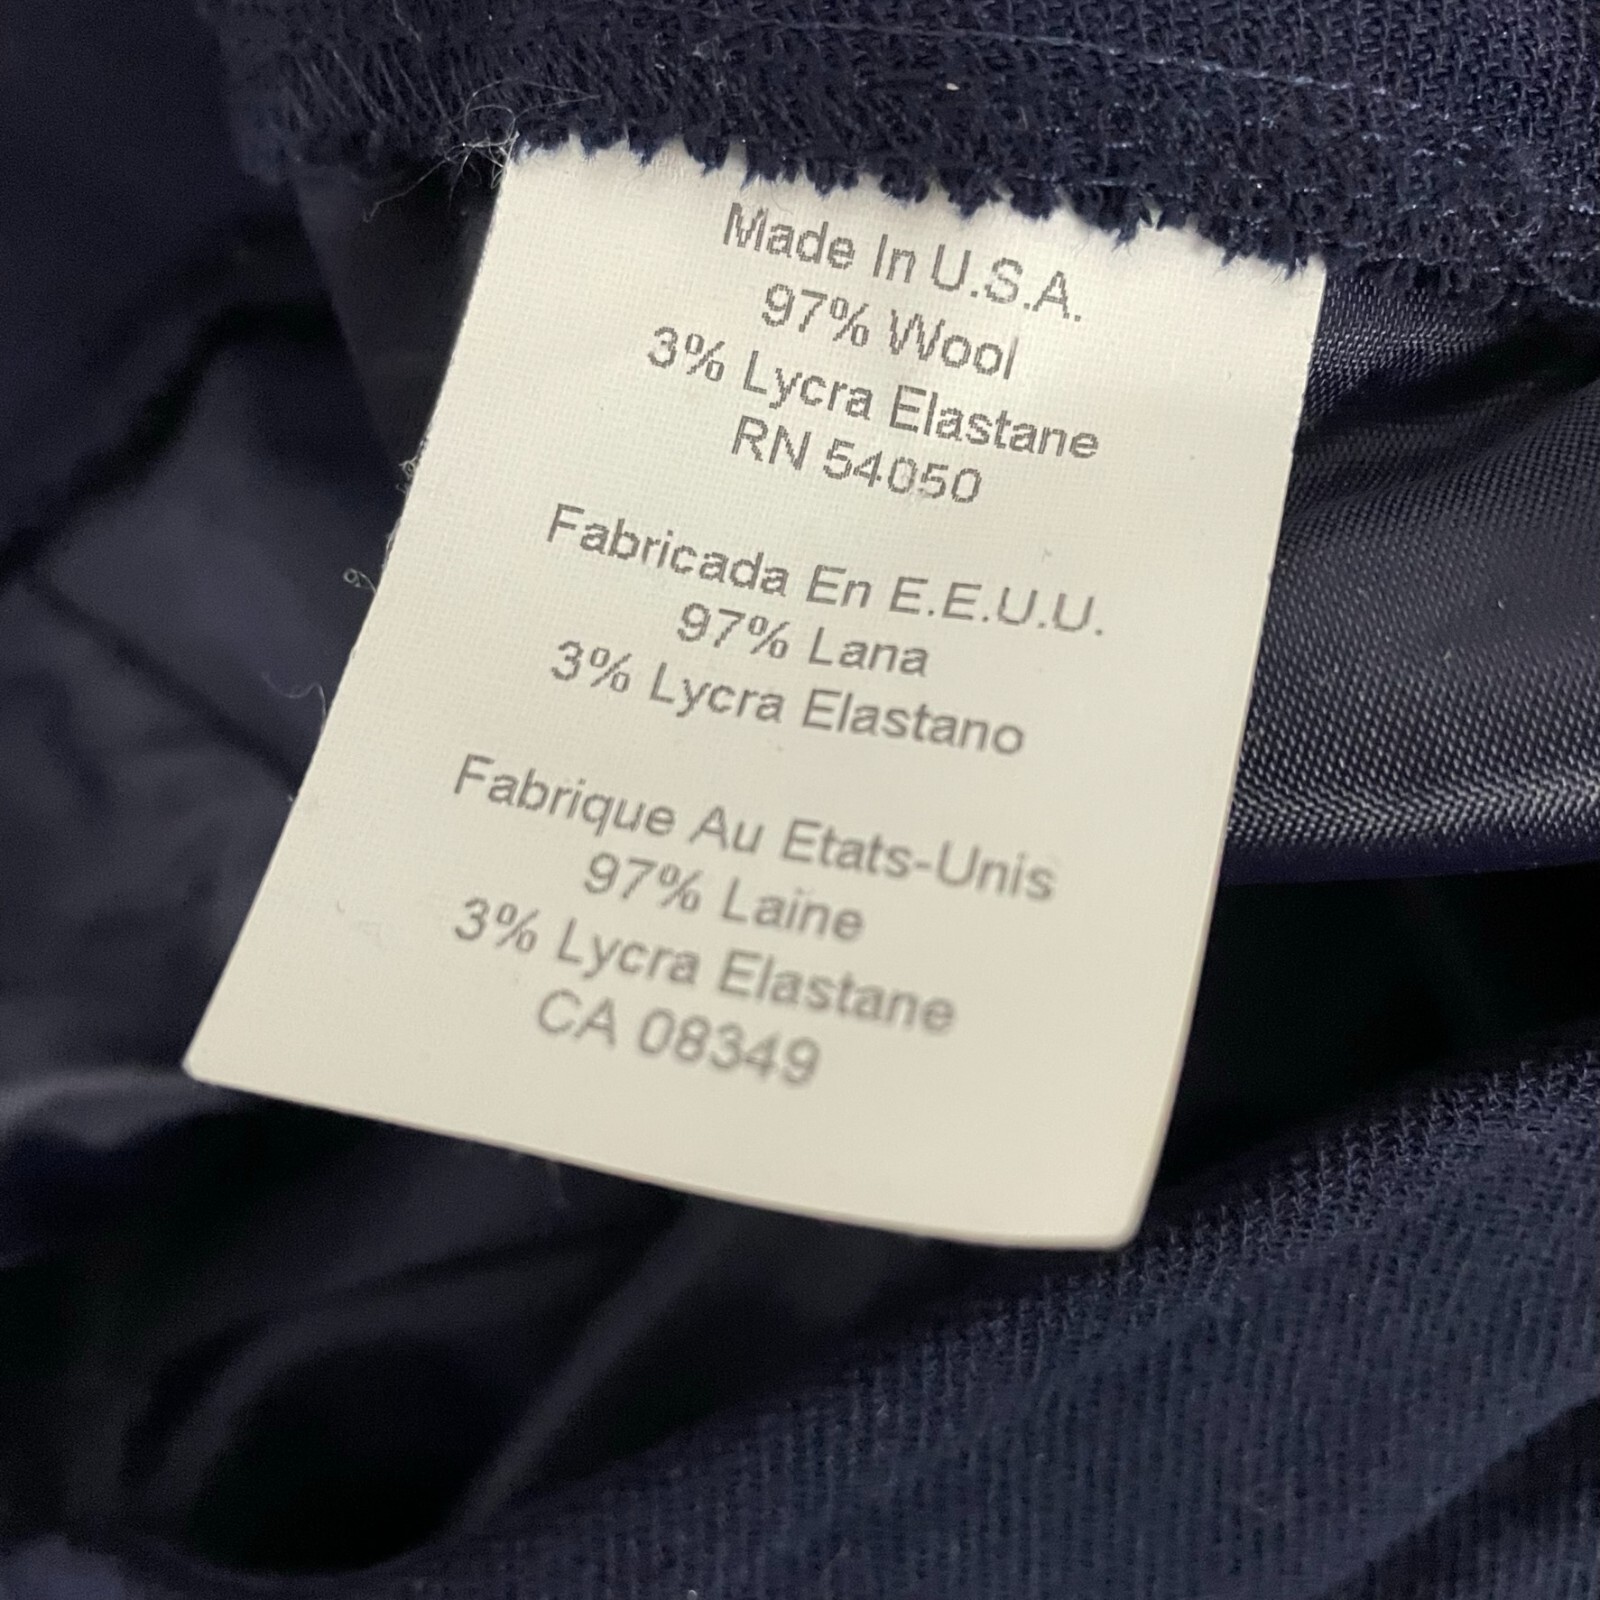 Made In U.S.A.
97% Wool
3% Lycra Elastane
RN 54050
Fabricada En E.E.U.U.
97% Lana
3% Lycra Elastano
Fabrique Au Etats-Unis
97% Laine
3% Lycra Elastane
CA 08349